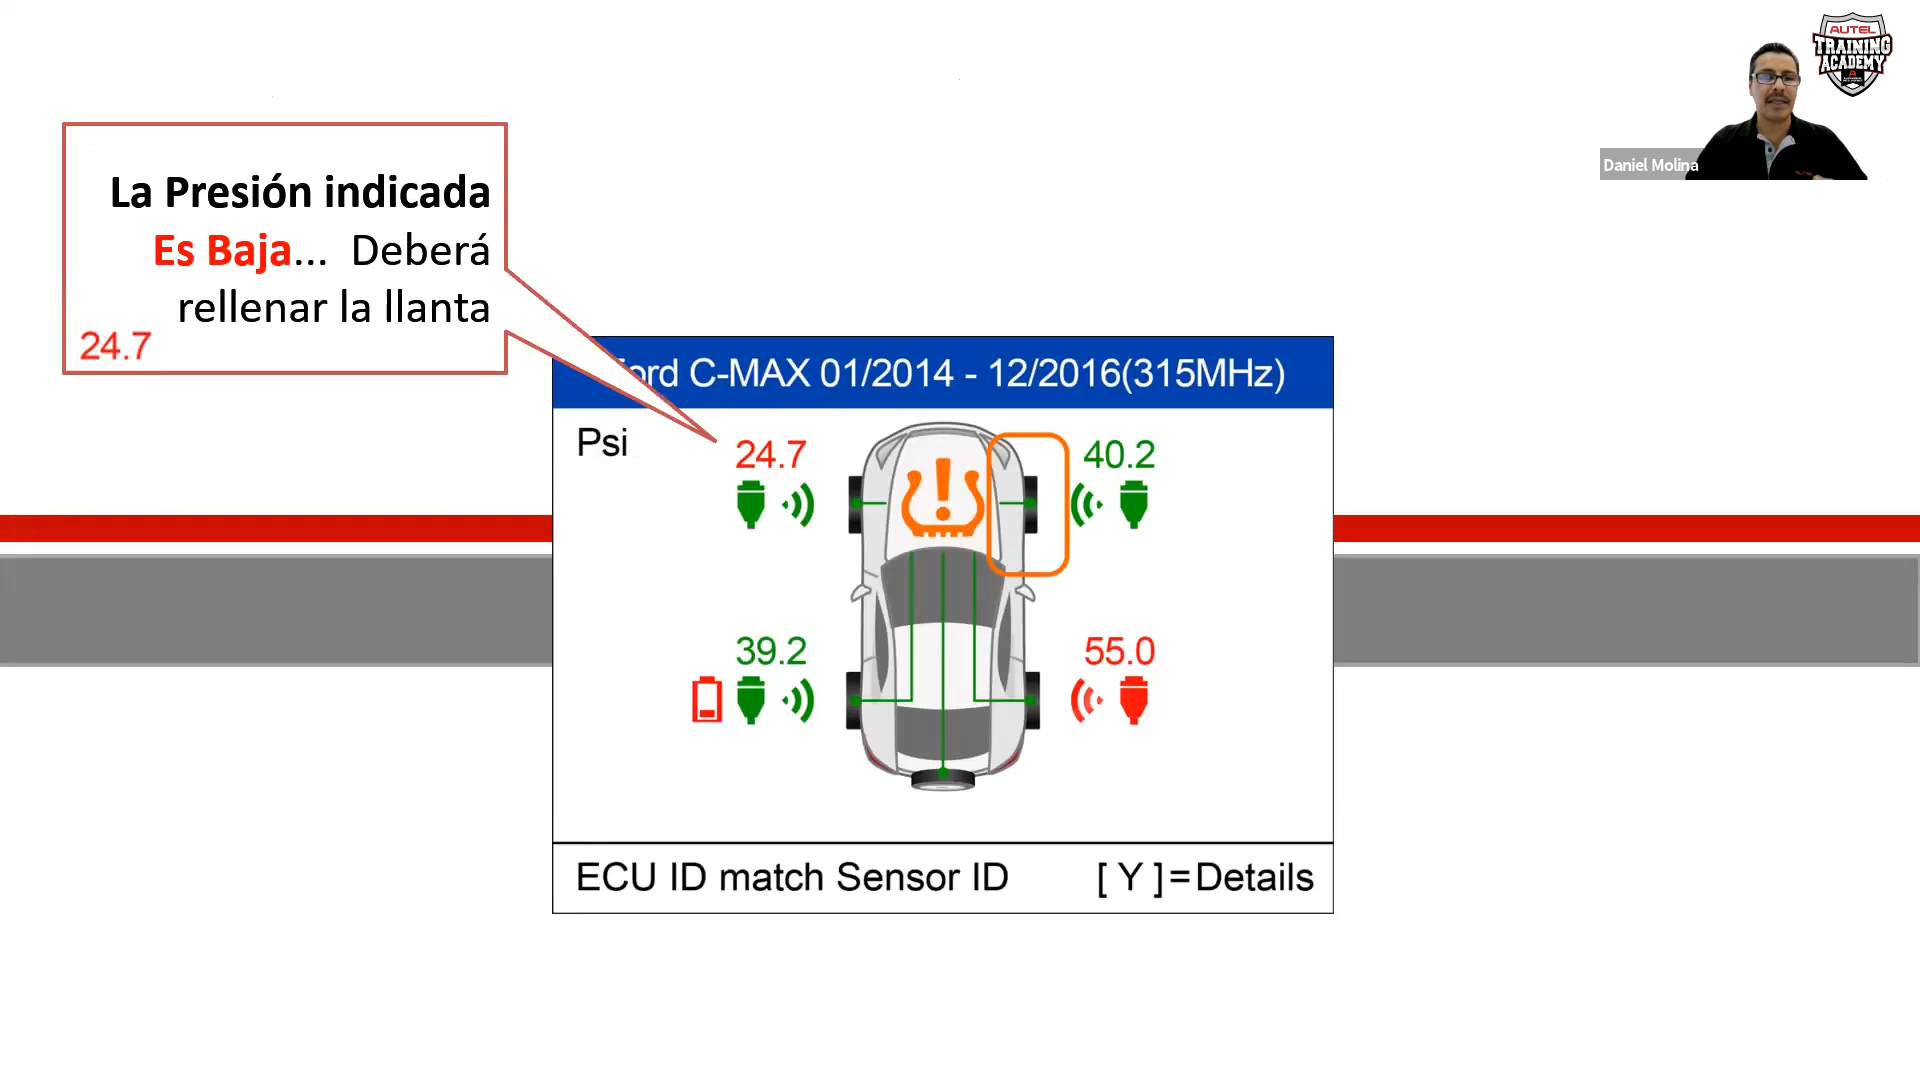 AUTEL
TRAINING
ACADEMY
Daniel Molina
La Presión indicada
Es Baja... Deberá
rellenar la llanta
24.7
ord C-MAX 01/2014 - 12/2016(315MHz)
Psi
24.7
40.2
39.2
55.0
ECU ID match Sensor ID
[ Y ]=Details